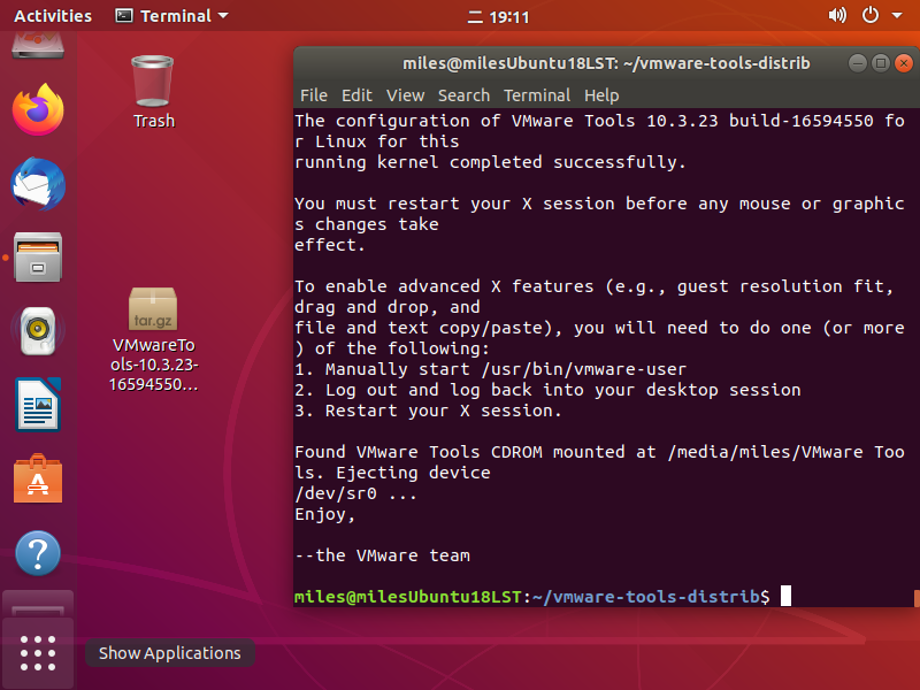 Activities
Terminal
19:11
Trash
tar.gz
VMwareTo
ols-10.3.23-
16594550...
miles@milesUbuntu18LST: ~/vmware-tools-distrib
File Edit View Search Terminal Help
The configuration of VMware Tools 10.3.23 build-16594550 fo
r Linux for this
running kernel completed successfully.
You must restart your X session before any mouse or graphic
s changes take
effect.
To enable advanced X features (e.g., guest resolution fit,
drag and drop, and
file and text copy/paste), you will need to do one (or more
) of the following:
1. Manually start /usr/bin/vmware-user
2. Log out and log back into your desktop session
3. Restart your X session.
Found VMware Tools CDROM mounted at /media/miles/VMware Too
ls. Ejecting device
/dev/sr0 ...
Enjoy,
--the VMware team
miles@milesUbuntu18LST:~/vmware-tools-distrib$
Show Applications